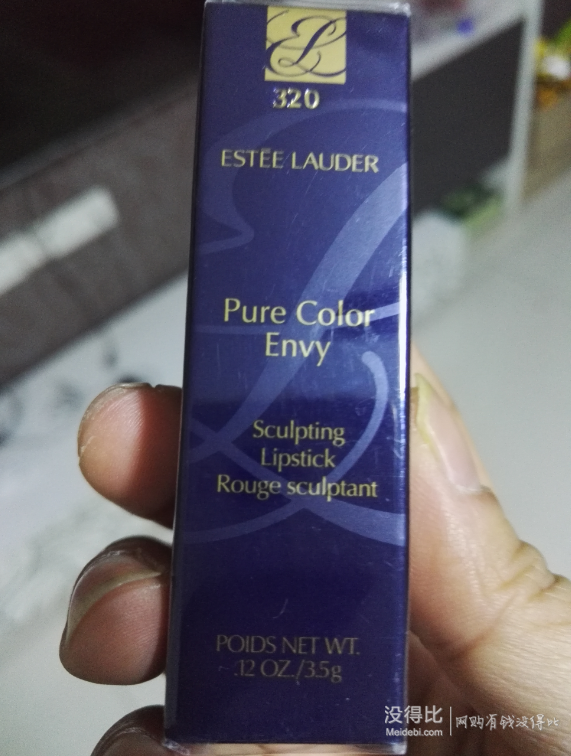 EL
320
ESTĒE LAUDER
Pure Color
Envy
Sculpting
Lipstick
Rouge sculptant
POIDS NET WT.
.12 OZ./3.5g
没得比 网购有钱没得比
Meidebi.com